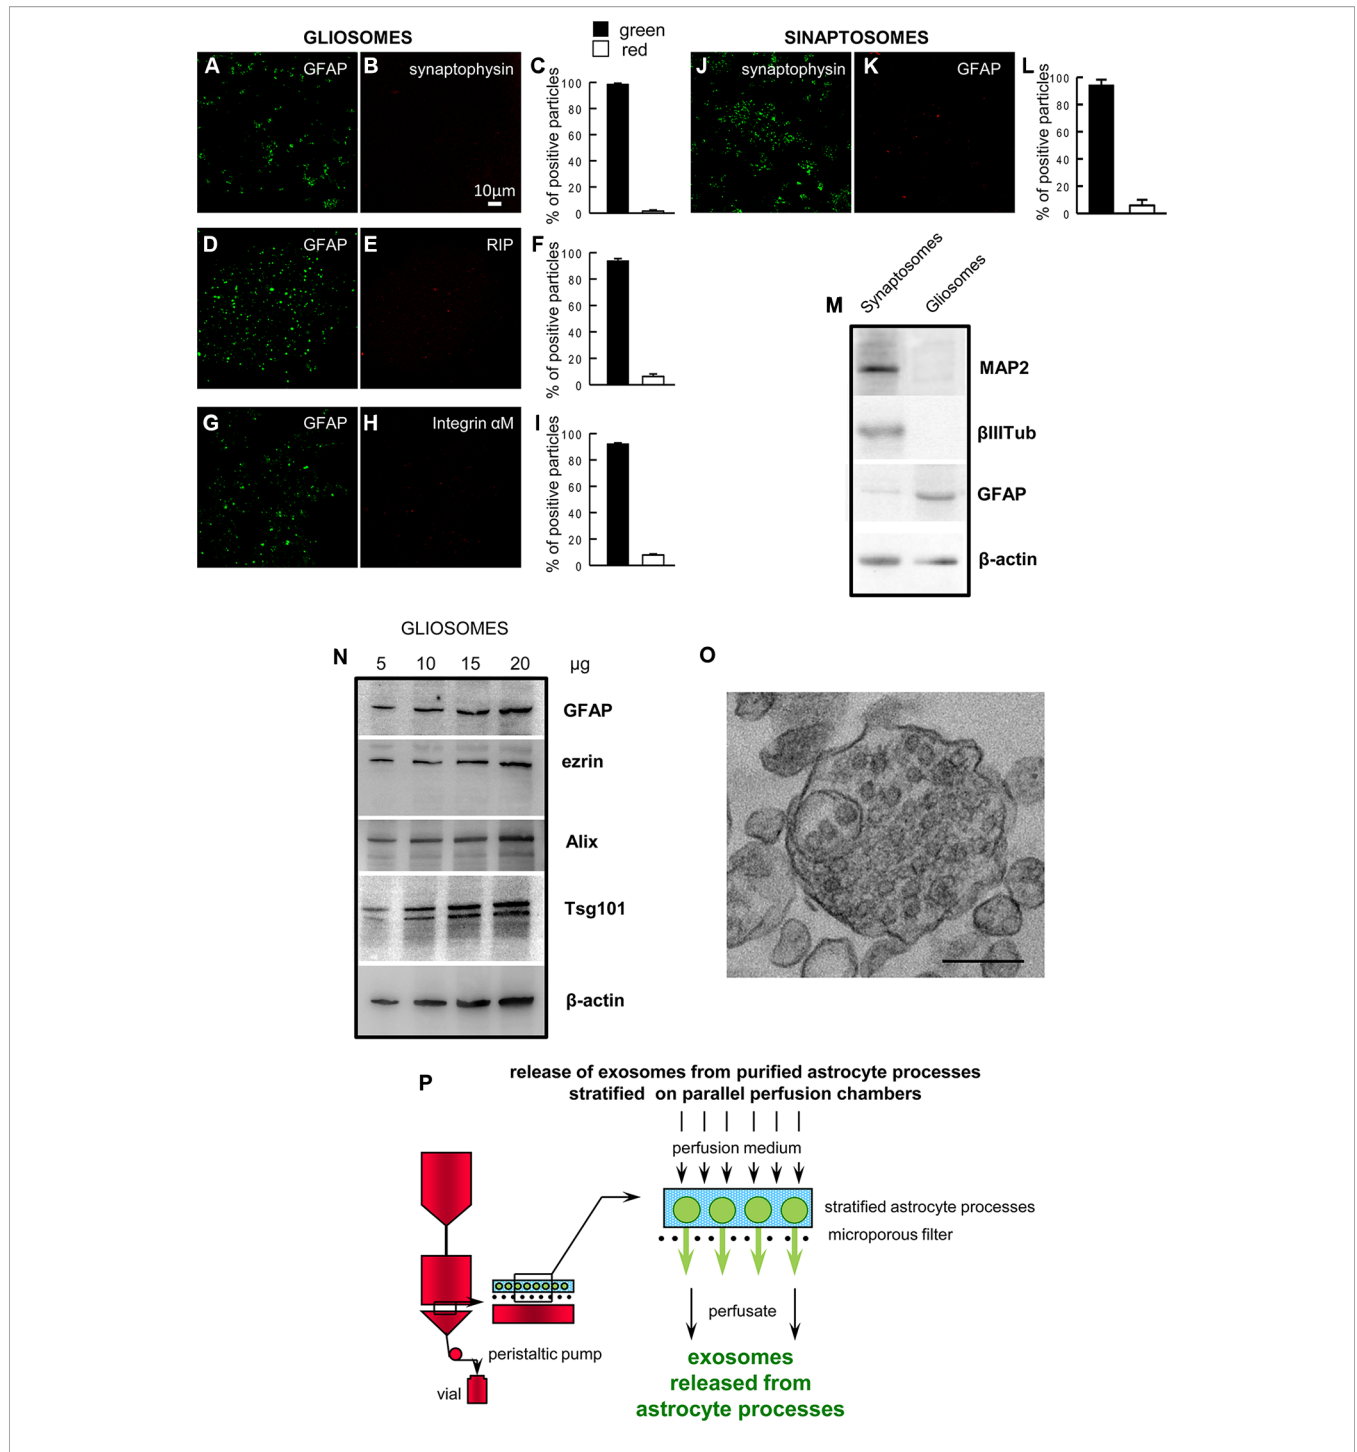 GLIOSOMES
green
red
SINAPTOSOMES
A GFAP
B synaptophysin
10µm
C
% of positive particles
100
80
60
40
20
0
J synaptophysin
K GFAP
L
% of positive particles
100
80
60
40
20
0
D GFAP
E RIP
F
% of positive particles
100
80
60
40
20
0
G GFAP
H Integrin αM
I
% of positive particles
100
80
60
40
20
0
M
Synaptosomes
Gliosomes
MAP2
βIIITub
GFAP
β-actin
GLIOSOMES
N
5 10 15 20 µg
GFAP
ezrin
Alix
Tsg101
β-actin
O
P
release of exosomes from purified astrocyte processes
stratified on parallel perfusion chambers
perfusion medium
stratified astrocyte processes
microporous filter
perfusate
peristaltic pump
vial
exosomes
released from
astrocyte processes